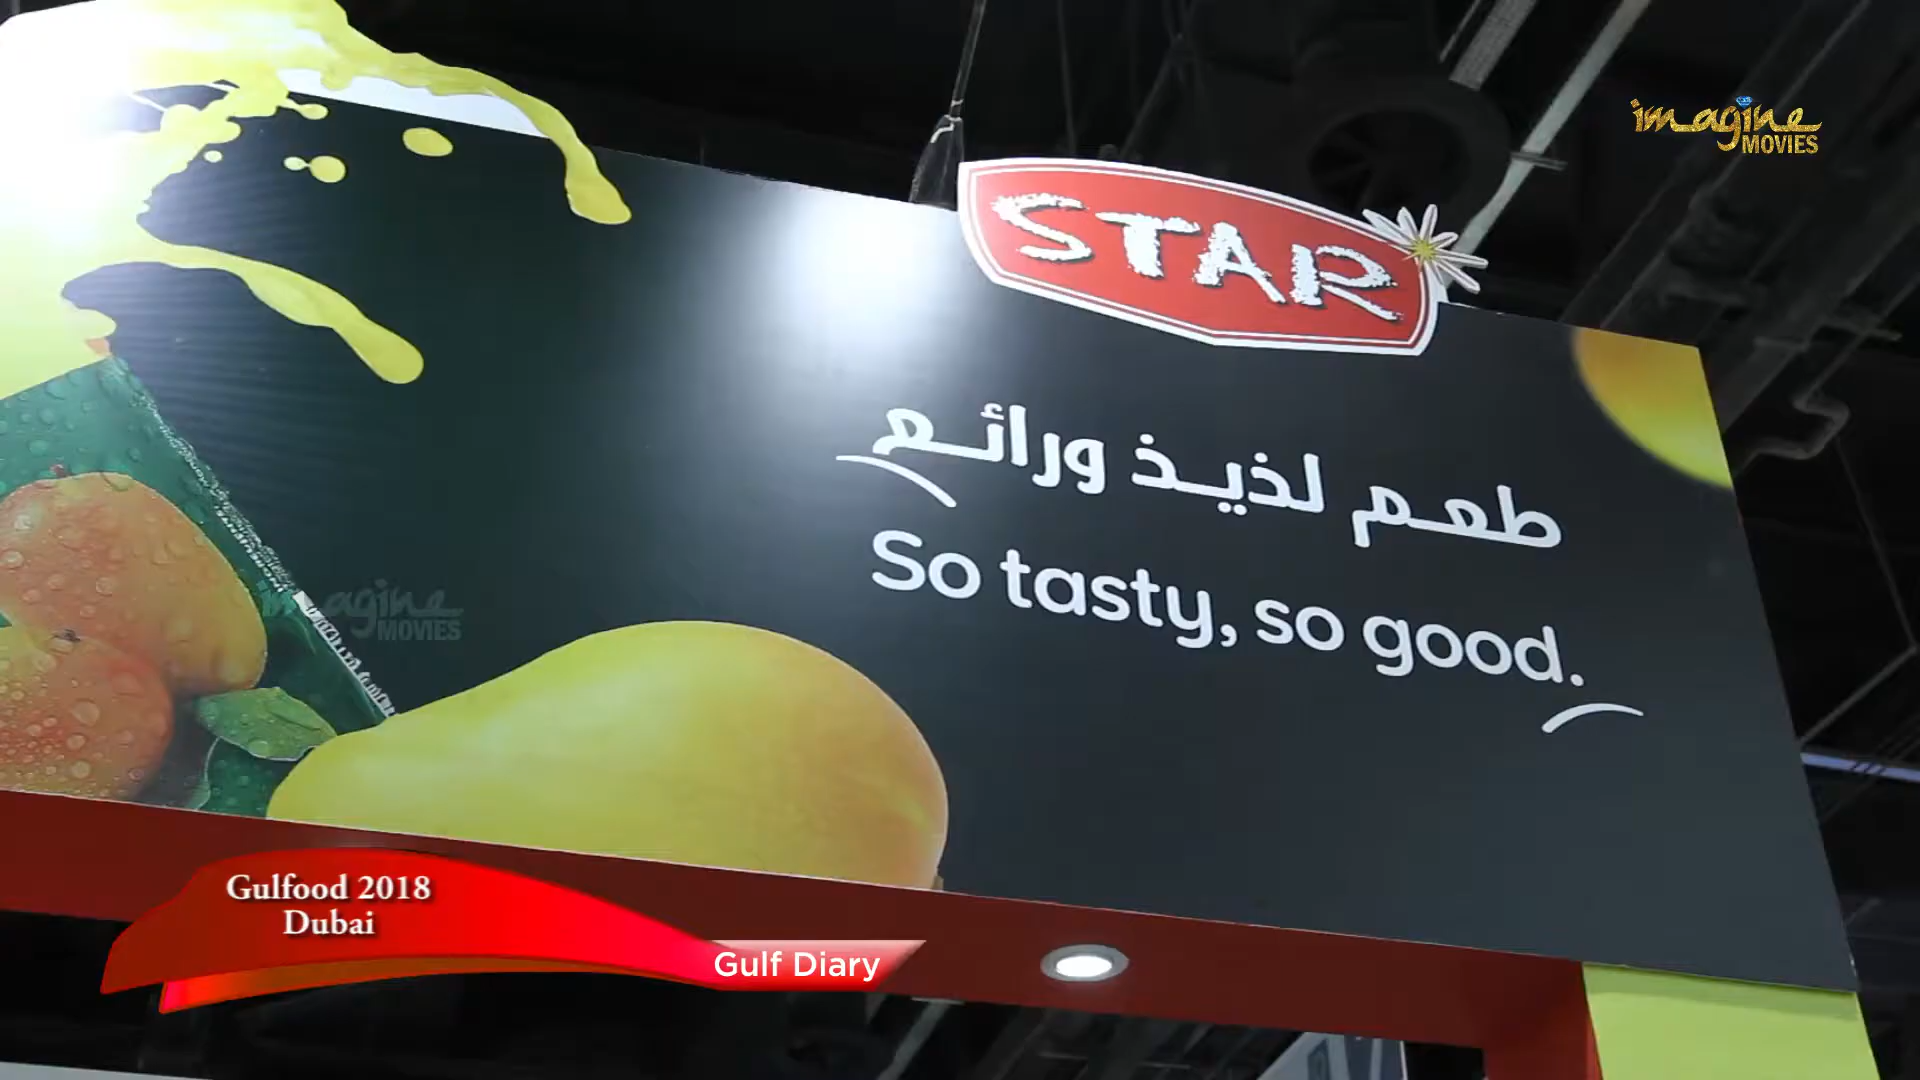 imagine
MOVIES
STAR
طعم لذيذ ورائع
So tasty, so good.
imagine
MOVIES
Gulfood 2018
Dubai
Gulf Diary